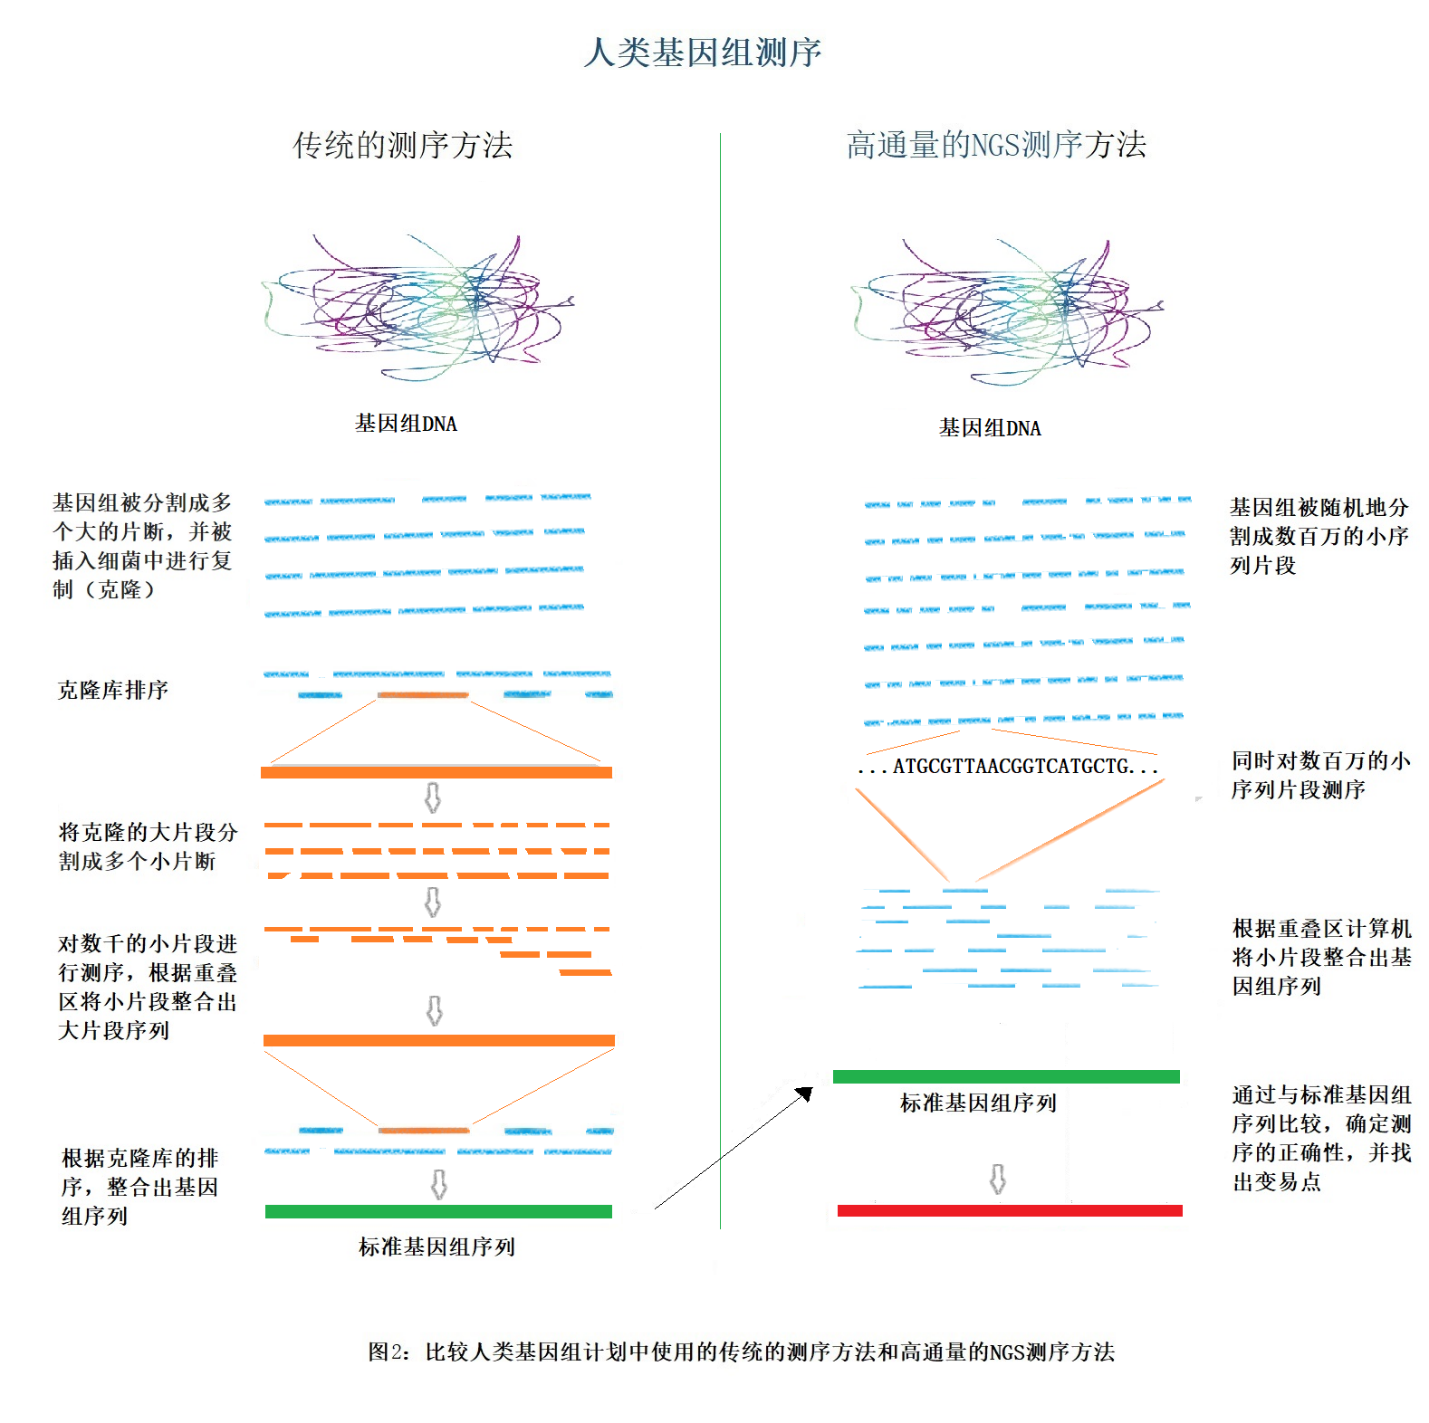 人类基因组测序
传统的测序方法
基因组DNA
基因组被分割成多
个大的片断，并被
插入细菌中进行复
制（克隆）
克隆库排序
将克隆的大片段分
割成多个小片断
对数千的小片段进
行测序，根据重叠
区将小片段整合出
大片段序列
根据克隆库的排
序，整合出基因
组序列
标准基因组序列
高通量的NGS测序方法
基因组DNA
基因组被随机地分
割成数百万的小序
列片段
...ATGCGTTAACGGTCATGCTG...
同时对数百万的小
序列片段测序
根据重叠区计算机
将小片段整合出基
因组序列
标准基因组序列
通过与标准基因组
序列比较，确定测
序的正确性，并找
出变易点
图2：比较人类基因组计划中使用的传统的测序方法和高通量的NGS测序方法